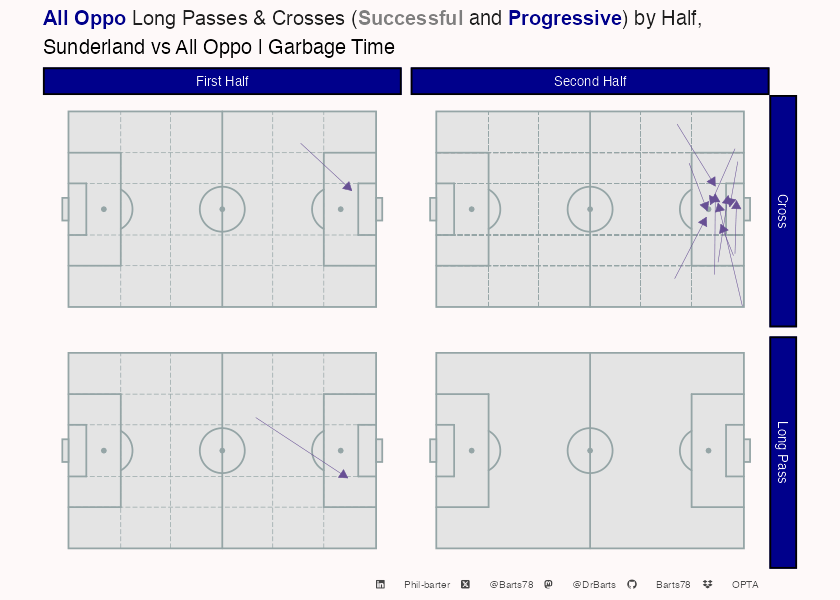 All Oppo Long Passes & Crosses (Successful and Progressive) by Half,
Sunderland vs All Oppo I Garbage Time
First Half
Second Half
Cross
Long Pass
Phil-barter @Barts78 @DrBarts Barts78 OPTA